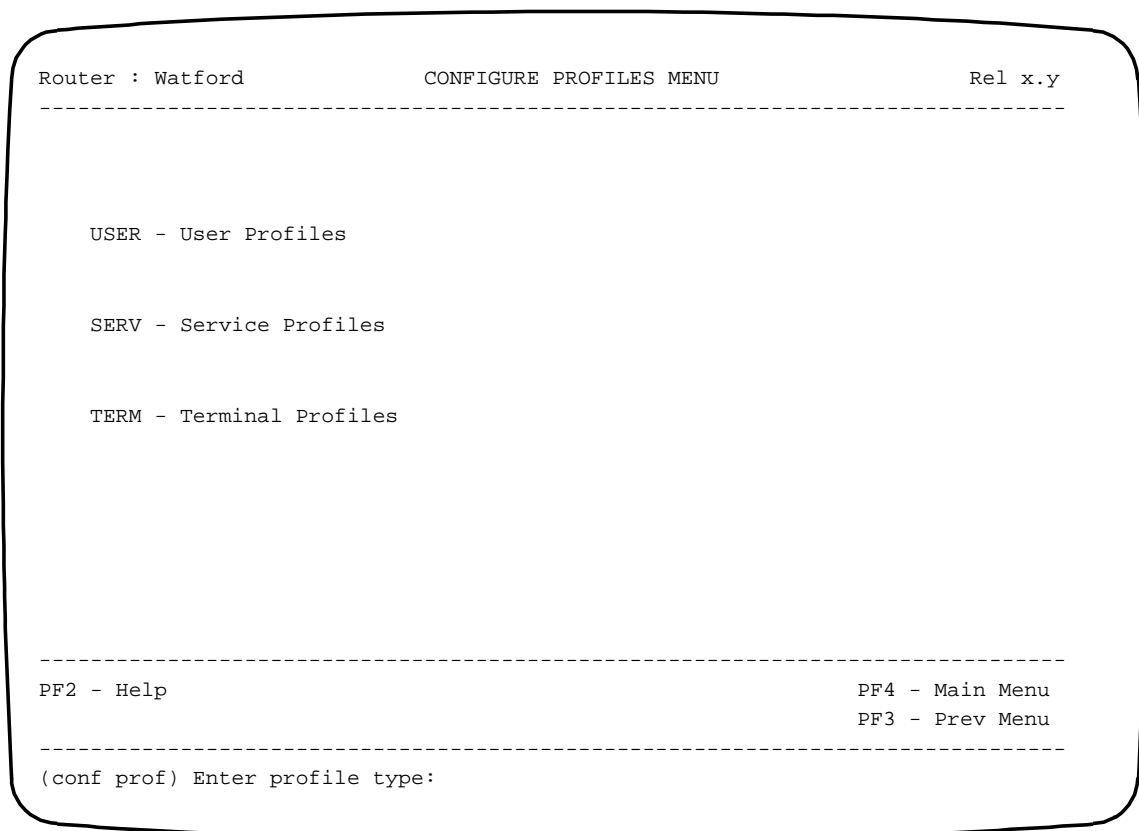 Router : Watford CONFIGURE PROFILES MENU Rel x.y
--------------------------------------------------------------------------------
USER - User Profiles
SERV - Service Profiles
TERM - Terminal Profiles
--------------------------------------------------------------------------------
PF2 - Help PF4 - Main Menu
PF3 - Prev Menu
--------------------------------------------------------------------------------
(conf prof) Enter profile type: